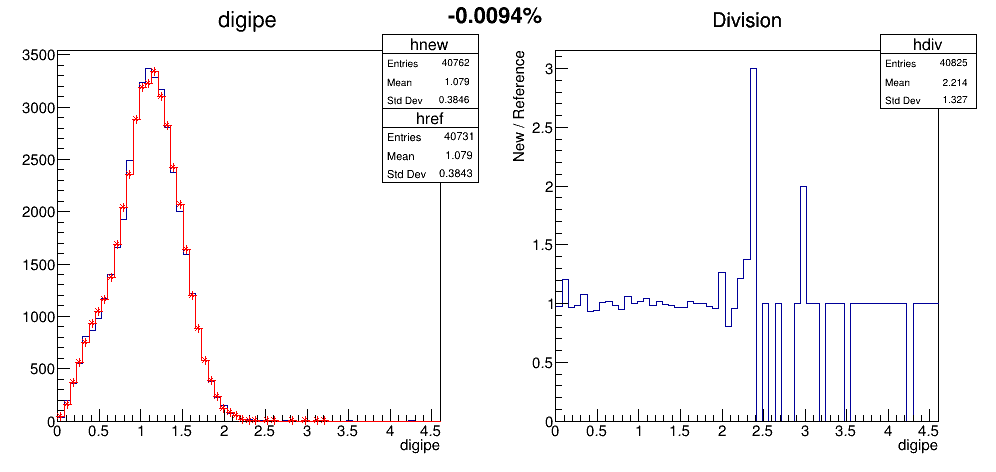 -0.0094%
digipe
hnew
Entries 40762
Mean 1.079
Std Dev 0.3846
href
Entries 40731
Mean 1.079
Std Dev 0.3843
3500
3000
2500
2000
1500
1000
500
0
0 0.5 1 1.5 2 2.5 3 3.5 4 4.5
digipe
Division
hdiv
Entries 40825
Mean 2.214
Std Dev 1.327
New / Reference
3
2.5
2
1.5
1
0.5
0
0 0.5 1 1.5 2 2.5 3 3.5 4 4.5
digipe